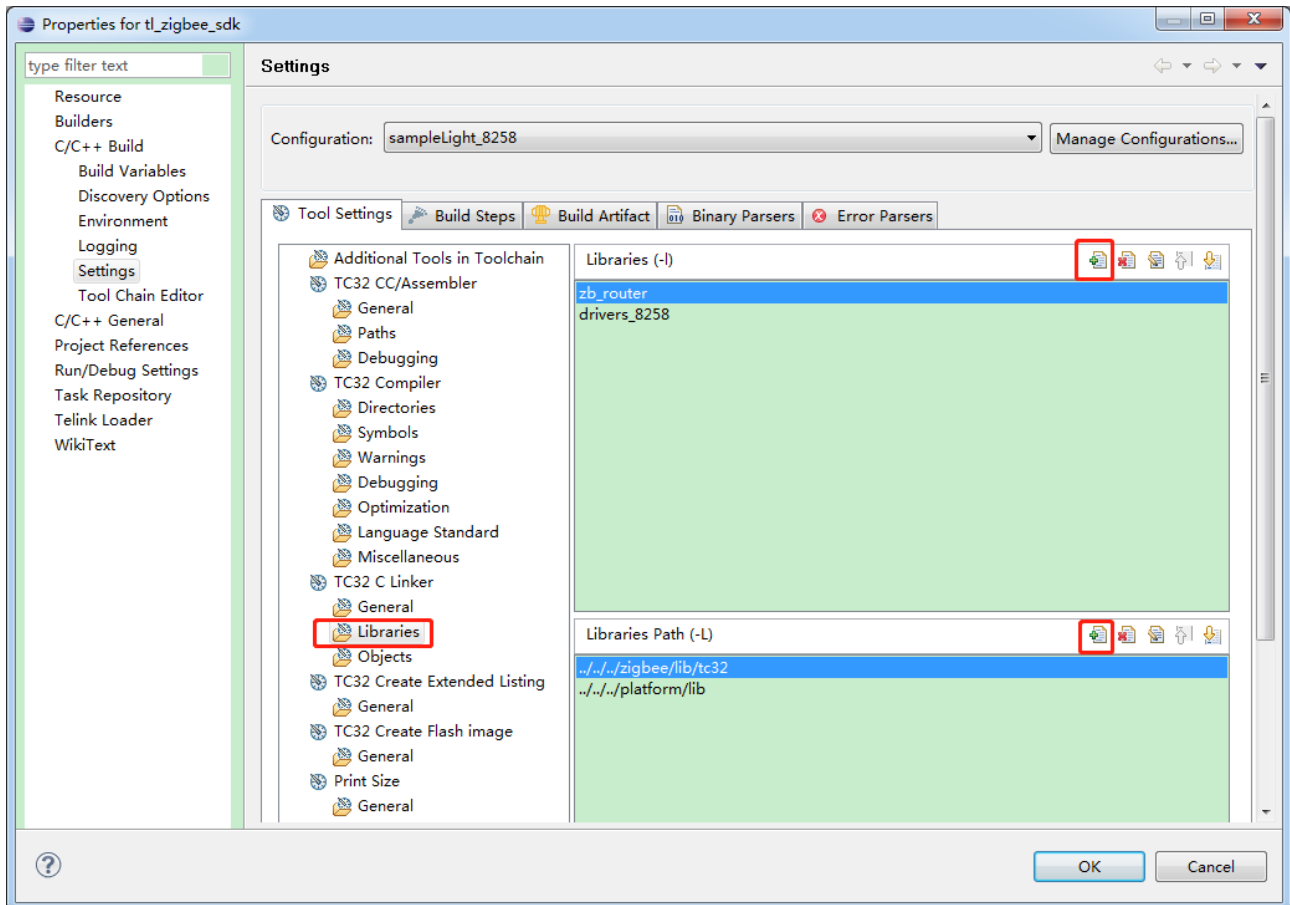 Properties for tl_zigbee_sdk
type filter text
Resource
Builders
C/C++ Build
Build Variables
Discovery Options
Environment
Logging
Settings
Tool Chain Editor
C/C++ General
Project References
Run/Debug Settings
Task Repository
Telink Loader
WikiText
Settings
Configuration: sampleLight_8258 Manage Configurations...
Tool Settings Build Steps Build Artifact Binary Parsers Error Parsers
Additional Tools in Toolchain
TC32 CC/Assembler
General
Paths
Debugging
TC32 Compiler
Directories
Symbols
Warnings
Debugging
Optimization
Language Standard
Miscellaneous
TC32 C Linker
General
Libraries
Objects
TC32 Create Extended Listing
General
TC32 Create Flash image
General
Print Size
General
Libraries (-l)
zb_router
drivers_8258
Libraries Path (-L)
../../../zigbee/lib/tc32
../../../platform/lib
OK Cancel